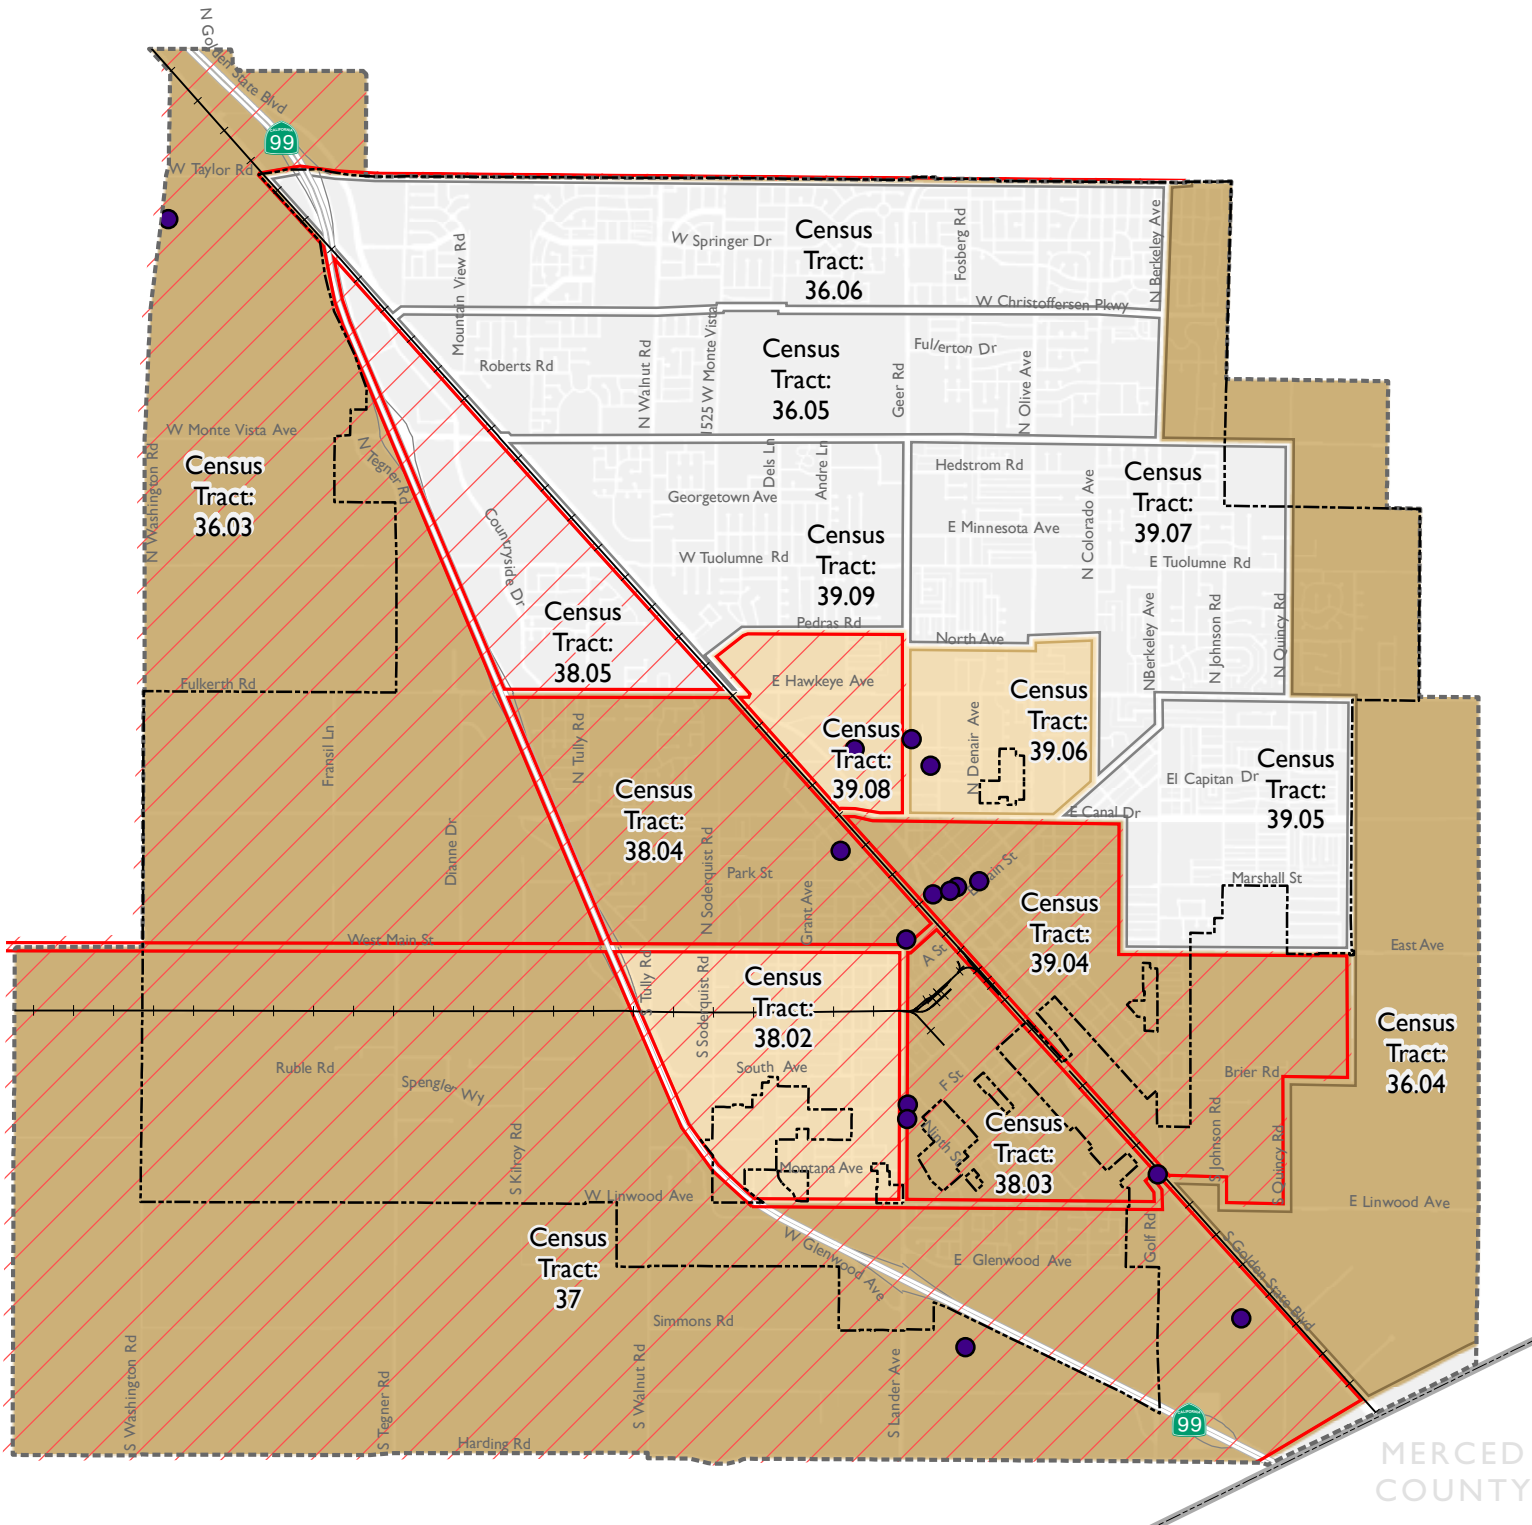 N Golden State Blvd
CALIFORNIA
99
W Taylor Rd
Census
Tract:
36.06
W Springer Dr
Mountain View Rd
Fosberg Rd
N Berkeley Ave
W Christoffersen Pkwy
Census
Tract:
36.05
Roberts Rd
N Walnut Rd
1525 W Monte Vista
Geer Rd
Fullerton Dr
N Olive Ave
W Monte Vista Ave
N Tegner Rd
N Washington Rd
Census
Tract:
36.03
Dels Ln
Andre Ln
Georgetown Ave
Hedstrom Rd
E Minnesota Ave
N Colorado Ave
Census
Tract:
39.07
Countryside Dr
W Tuolumne Rd
Census
Tract:
39.09
E Tuolumne Rd
Census
Tract:
38.05
Pedras Rd
North Ave
NBerkeley Ave
N Johnson Rd
N Quincy Rd
Fulkerth Rd
E Hawkeye Ave
Census
Tract:
39.06
Fransil Ln
N Tully Rd
Census
Tract:
39.08
N Denair Ave
Census
Tract:
38.04
El Capitan Dr
Census
Tract:
39.05
E Canal Dr
Dianne Dr
N Soderquist Rd
Park St
Grant Ave
E Main St
Marshall St
Census
Tract:
39.04
West Main St
East Ave
A St
S Tully Rd
S Soderquist Rd
Census
Tract:
38.02
Census
Tract:
36.04
Ruble Rd
Spengler Wy
South Ave
F St
Brier Rd
S Kilroy Rd
Ninth St
Census
Tract:
38.03
S Johnson Rd
S Quincy Rd
Montana Ave
W Linwood Ave
E Linwood Ave
Census
Tract:
37
W Glenwood Ave
E Glenwood Ave
Golf Rd
S Golden State Blvd
Simmons Rd
S Washington Rd
S Tegner Rd
S Walnut Rd
S Lander Ave
Harding Rd
CALIFORNIA
99
MERCED
COUNTY